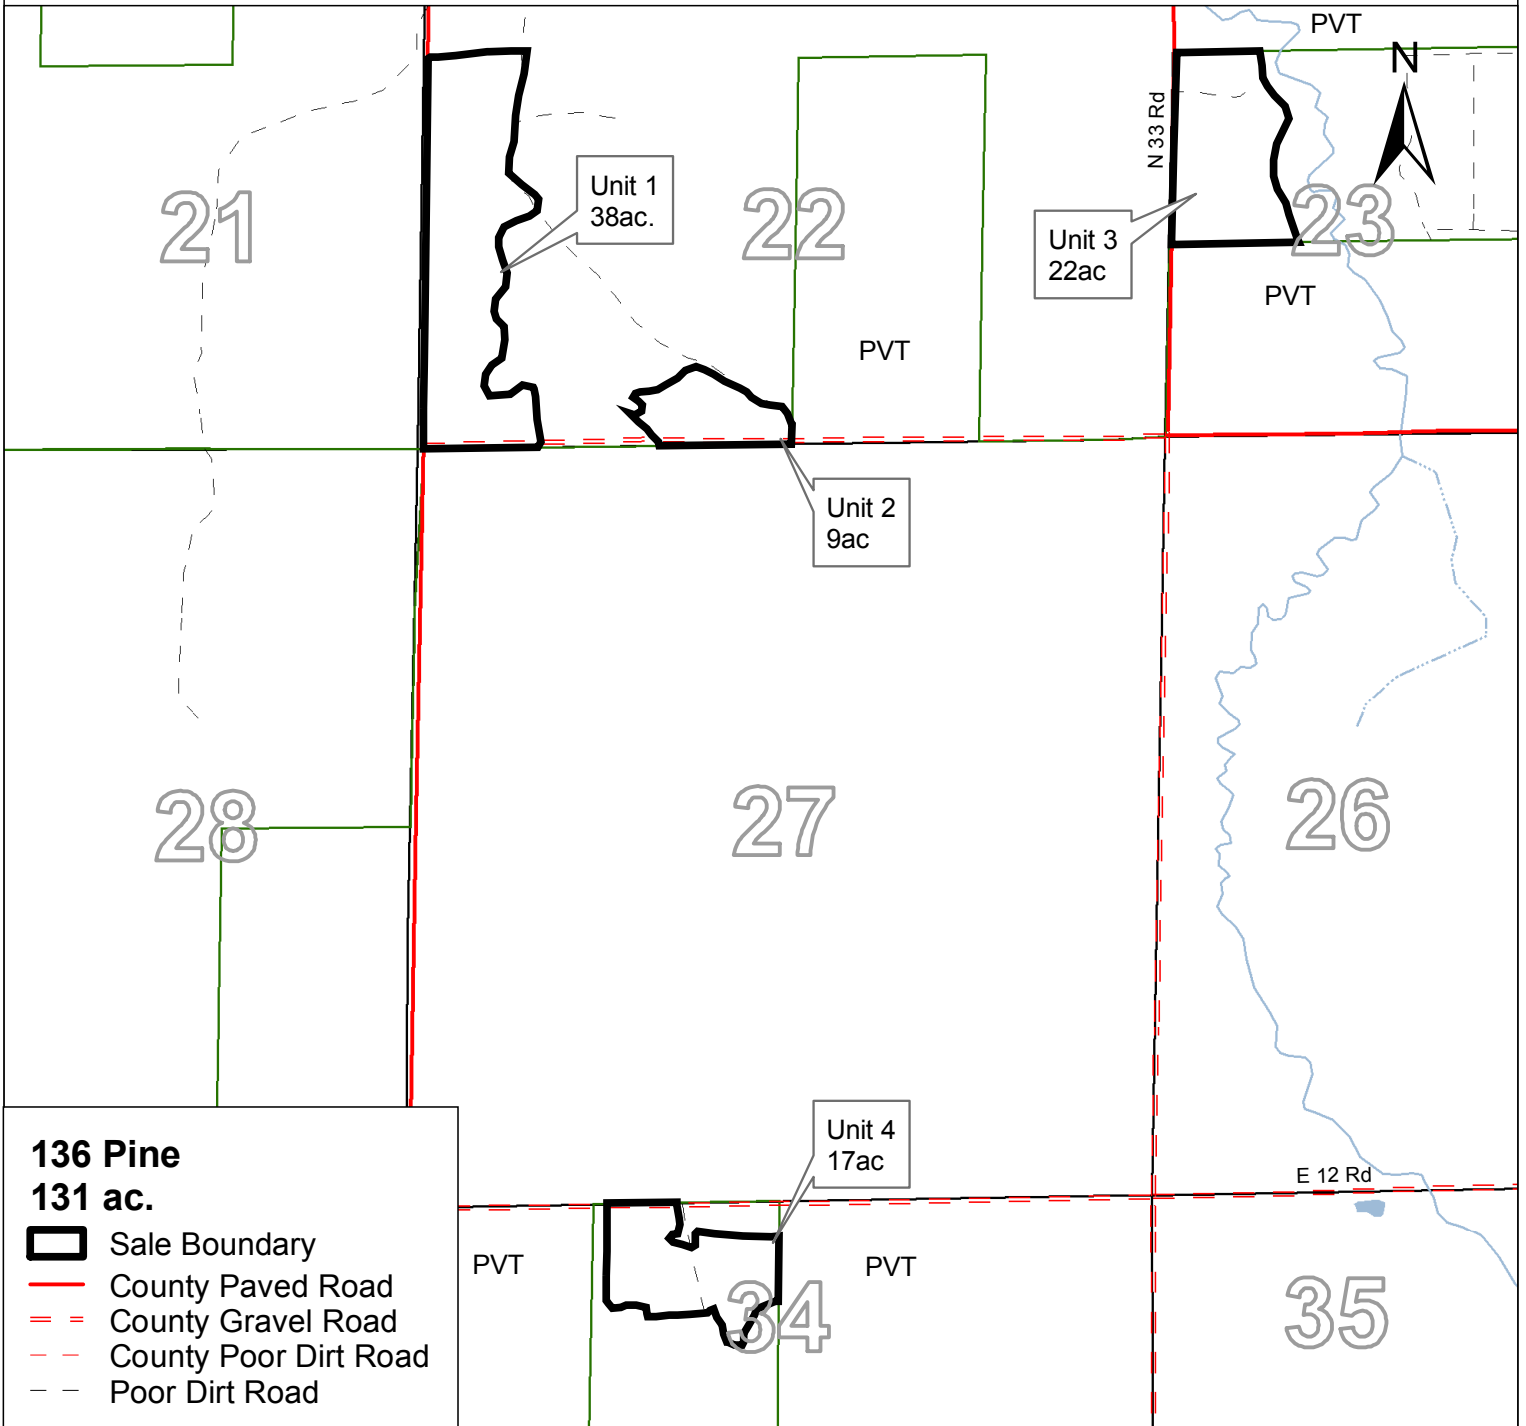 PVT
N
N 33 Rd
Unit 1
38ac.
21
22
23
Unit 3
22ac
PVT
PVT
Unit 2
9ac
28
27
26
Unit 4
17ac
E 12 Rd
136 Pine
131 ac.
Sale Boundary
County Paved Road
County Gravel Road
County Poor Dirt Road
Poor Dirt Road
PVT
PVT
34
35